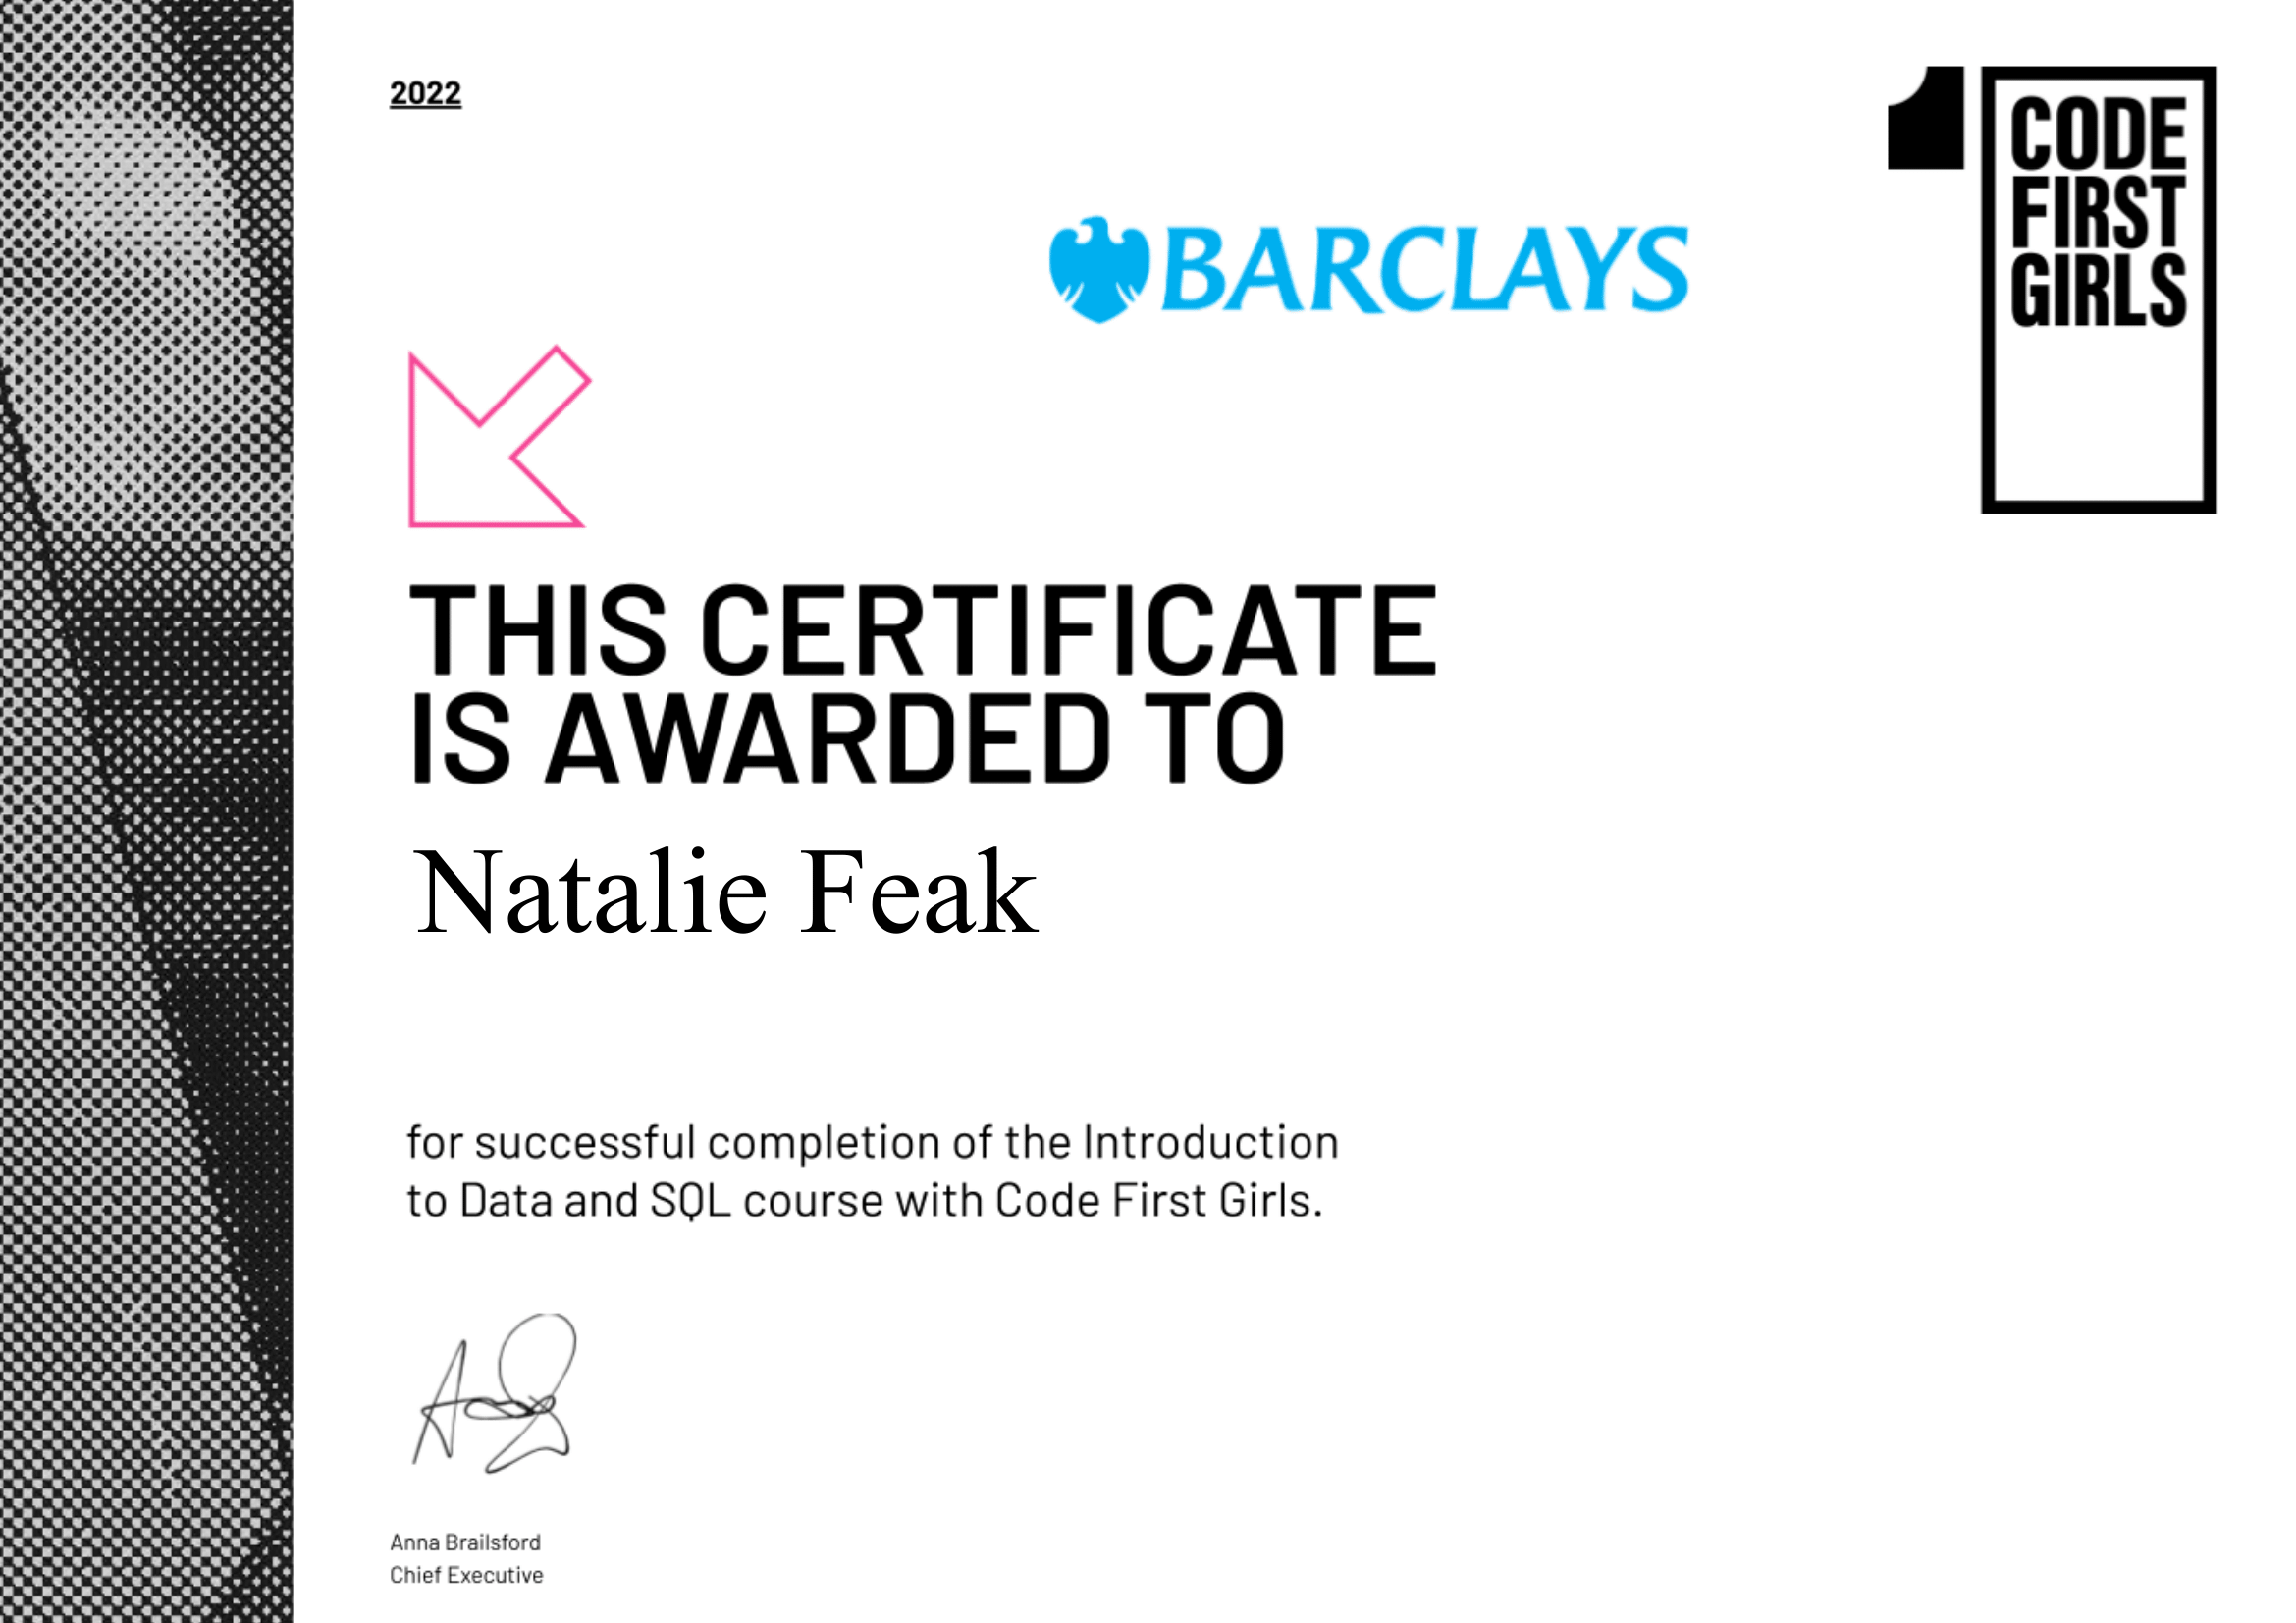 2022
BARCLAYS
CODE
FIRST
GIRLS
THIS CERTIFICATE
IS AWARDED TO
Natalie Feak
for successful completion of the Introduction
to Data and SQL course with Code First Girls.
Anna Brailsford
Chief Executive